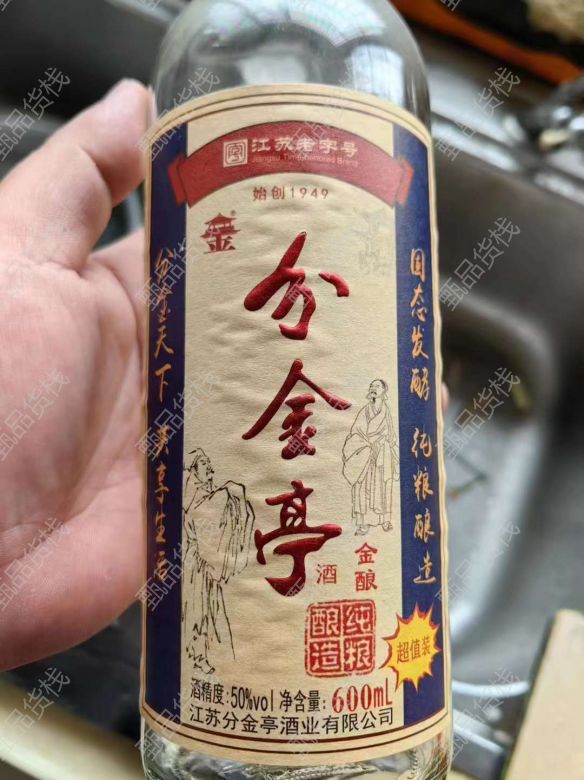 江苏老字号
Jiangsu Time-honored Brand
始创1949
金
分金亭
酒
金酿
分金天下 共享生活
固态发酵 纯粮酿造
纯粮
酿造
超值装
酒精度:50%vol 净含量:600mL
江苏分金亭酒业有限公司
甄品货栈